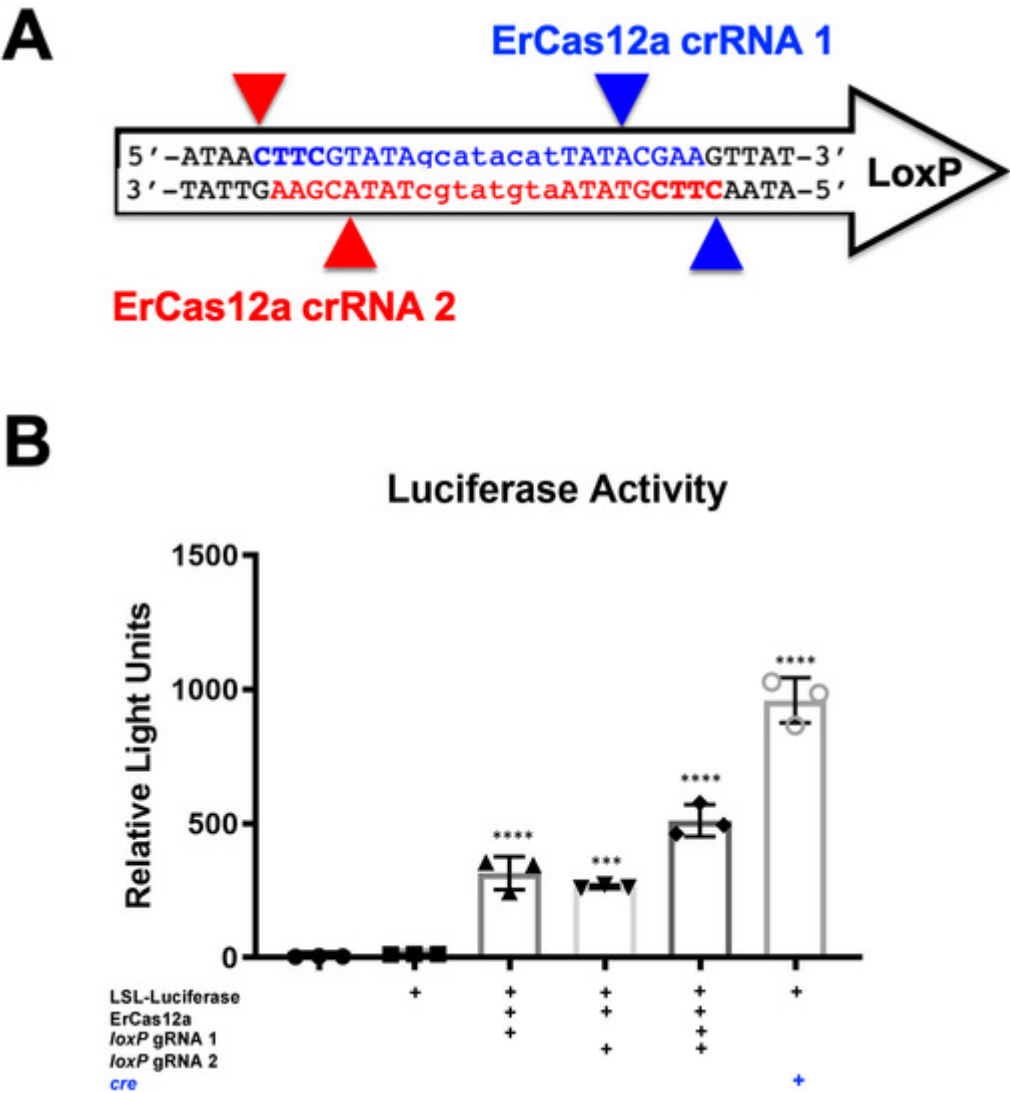 A
ErCas12a crRNA 1
5′-ATAACTTCGTATAgcatacatTATACGAAGTTAT-3′
LoxP
3′-TATTGAAGCATATcgtatgtaATATGCTTCAATA-5′
ErCas12a crRNA 2
B
Luciferase Activity
Relative Light Units
1500
1000
500
0
****
***
****
****
LSL-Luciferase + + + + +
ErCas12a + + +
loxP gRNA 1 + +
loxP gRNA 2 + +
cre +